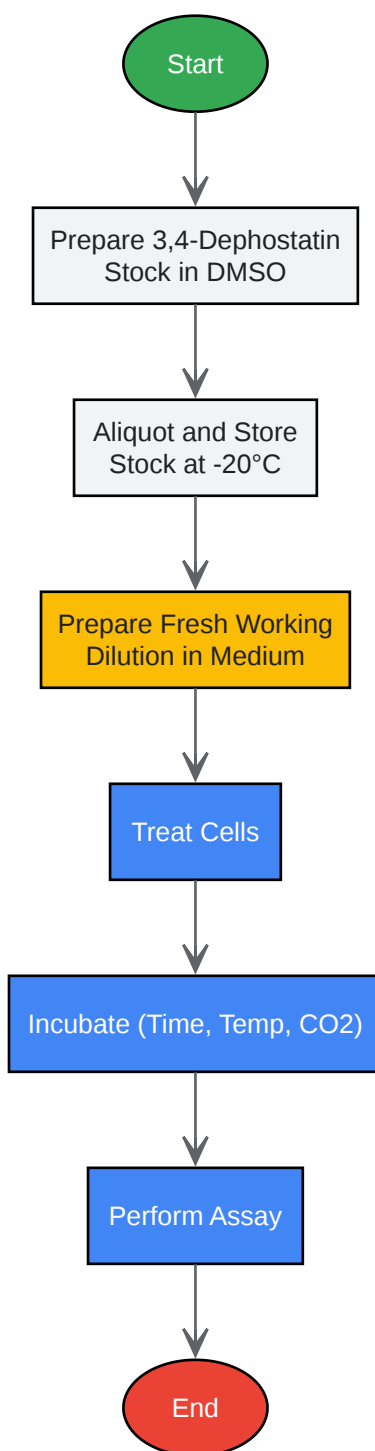 Start
Prepare 3,4-Dephostatin
Stock in DMSO
Aliquot and Store
Stock at -20°C
Prepare Fresh Working
Dilution in Medium
Treat Cells
Incubate (Time, Temp, CO2)
Perform Assay
End